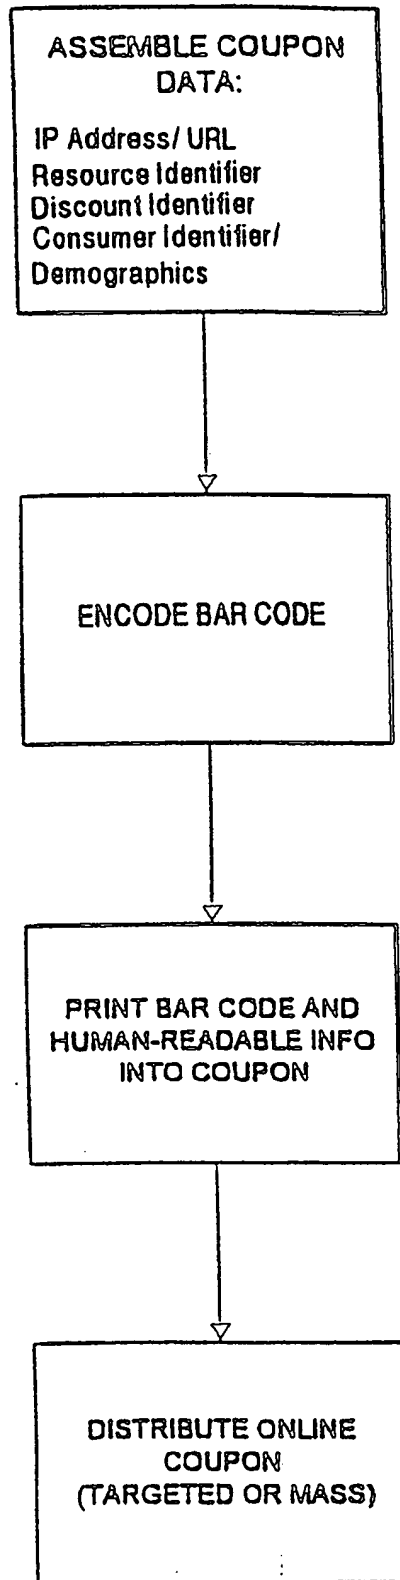 ASSEMBLE COUPON
DATA:
IP Address/ URL
Resource Identifier
Discount Identifier
Consumer Identifier/
Demographics
ENCODE BAR CODE
PRINT BAR CODE AND
HUMAN-READABLE INFO
INTO COUPON
DISTRIBUTE ONLINE
COUPON
(TARGETED OR MASS)